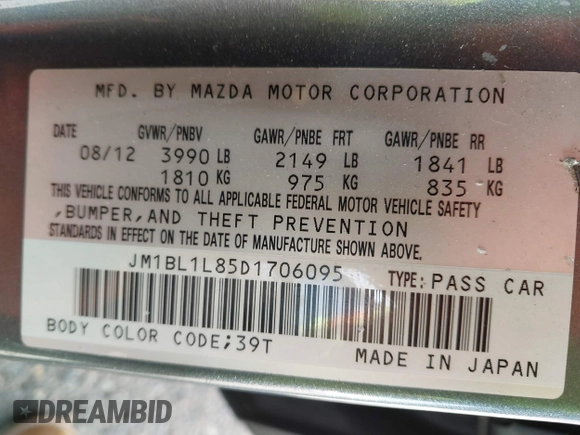 MFD. BY MAZDA MOTOR CORPORATION
DATE GVWR/PNBV GAWR/PNBE FRT GAWR/PNBE RR
08/12 3990 LB 2149 LB 1841 LB
1810 KG 975 KG 835 KG
THIS VEHICLE CONFORMS TO ALL APPLICABLE FEDERAL MOTOR VEHICLE SAFETY
,BUMPER,AND THEFT PREVENTION
STANDARDS IN EFFECT ON THE DATE OF MANUFACTURE SHOWN ABOVE.
JM1BL1L85D1706095 TYPE: PASS CAR
BODY COLOR CODE;39T MADE IN JAPAN
DREAMBID